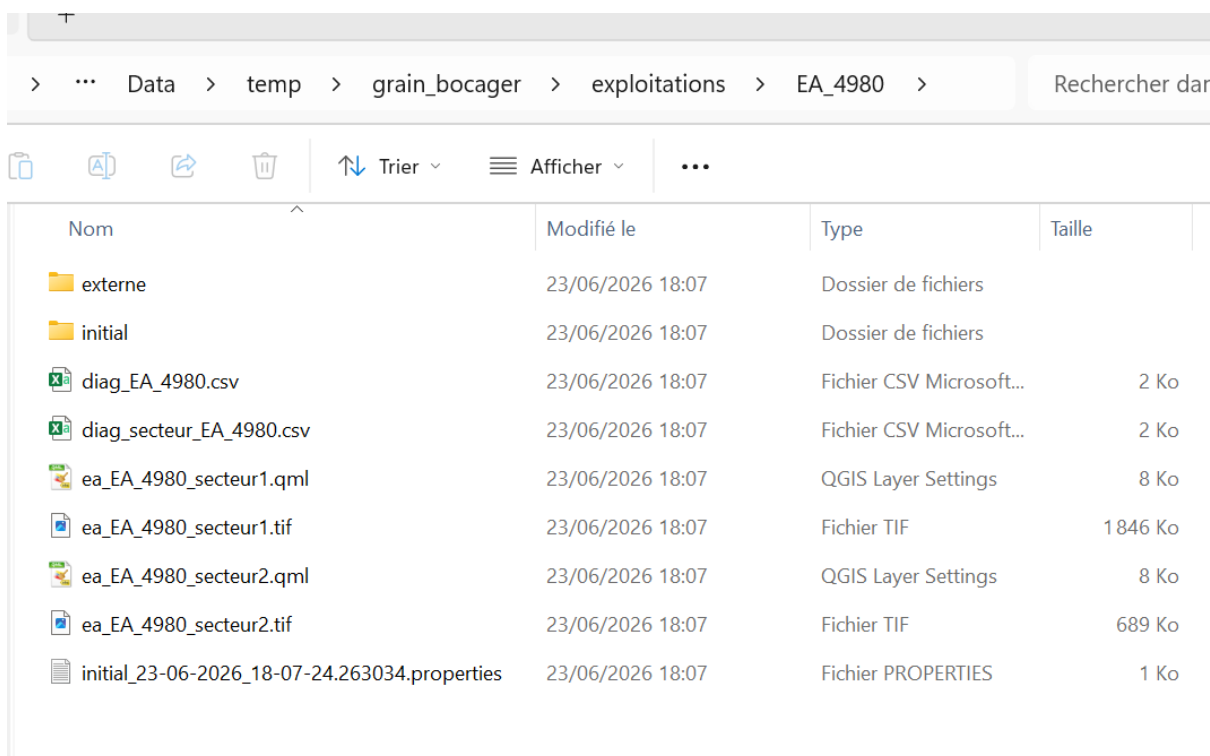 +
> ... Data > temp > grain_bocager > exploitations > EA_4980 > Rechercher dar
Trier Afficher ...
Nom Modifié le Type Taille
externe 23/06/2026 18:07 Dossier de fichiers
initial 23/06/2026 18:07 Dossier de fichiers
diag_EA_4980.csv 23/06/2026 18:07 Fichier CSV Microsoft... 2 Ko
diag_secteur_EA_4980.csv 23/06/2026 18:07 Fichier CSV Microsoft... 2 Ko
ea_EA_4980_secteur1.qml 23/06/2026 18:07 QGIS Layer Settings 8 Ko
ea_EA_4980_secteur1.tif 23/06/2026 18:07 Fichier TIF 1 846 Ko
ea_EA_4980_secteur2.qml 23/06/2026 18:07 QGIS Layer Settings 8 Ko
ea_EA_4980_secteur2.tif 23/06/2026 18:07 Fichier TIF 689 Ko
initial_23-06-2026_18-07-24.263034.properties 23/06/2026 18:07 Fichier PROPERTIES 1 Ko